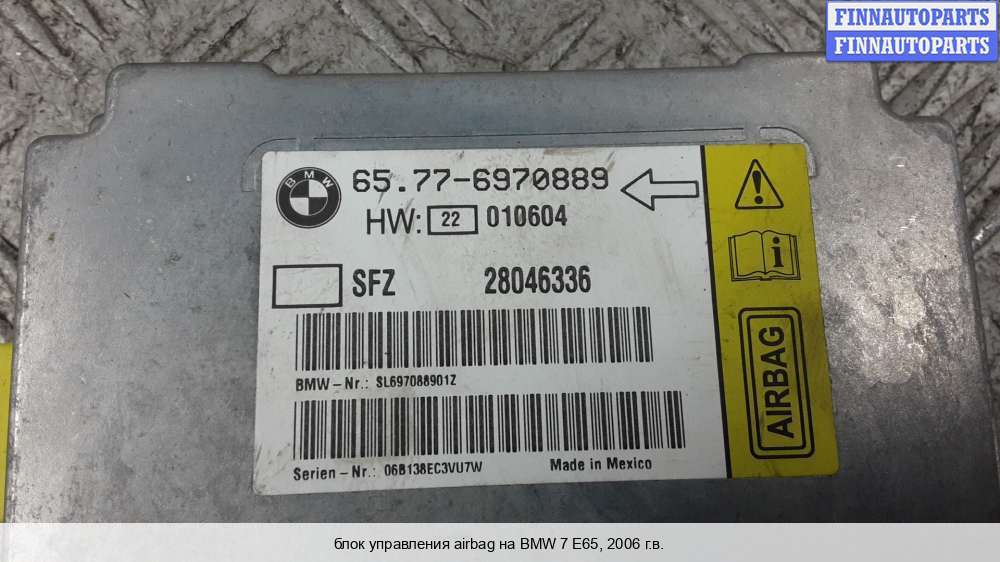 FINNAUTOPARTS
FINNAUTOPARTS
BMW
65.77-6970889
HW: 22 010604
SFZ 28046336
BMW-Nr.: SL697088901Z
Serien-Nr.: 06B138EC3VU7W Made in Mexico
i
AIRBAG
блок управления airbag на BMW 7 E65, 2006 г.в.